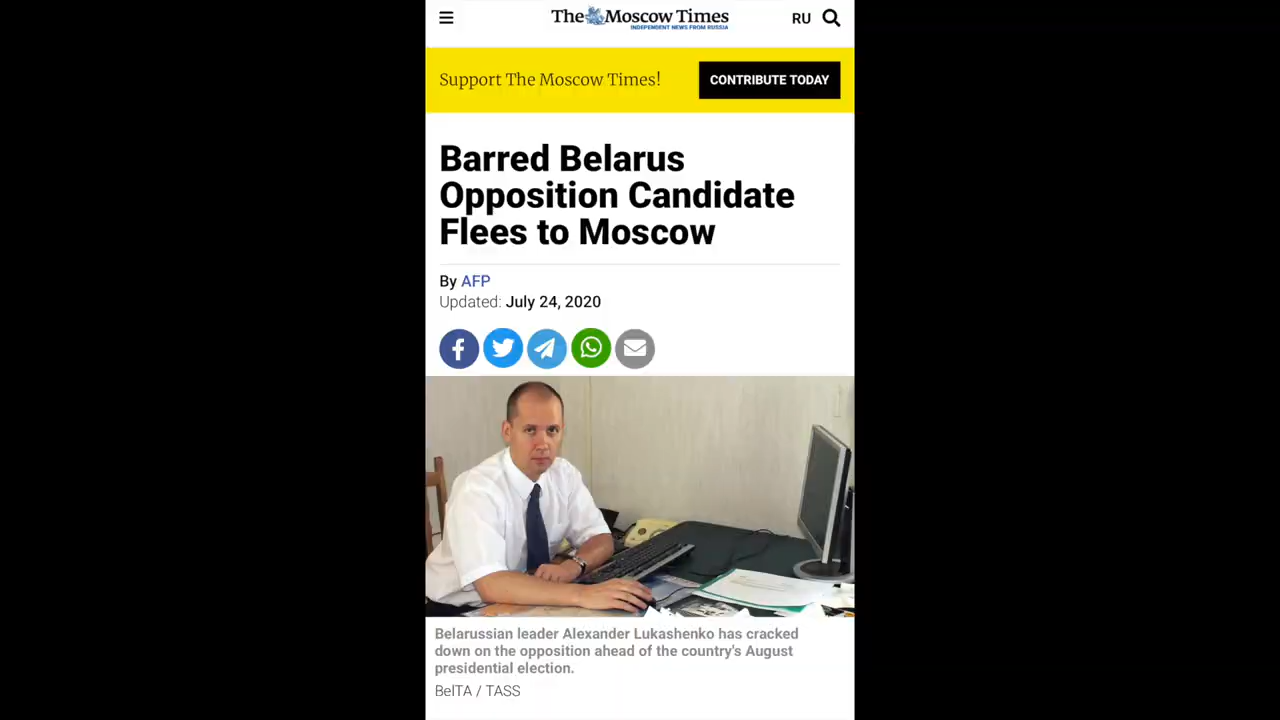 The Moscow Times
INDEPENDENT NEWS FROM RUSSIA
RU
Support The Moscow Times!
CONTRIBUTE TODAY
Barred Belarus
Opposition Candidate
Flees to Moscow
By AFP
Updated: July 24, 2020
Belarussian leader Alexander Lukashenko has cracked
down on the opposition ahead of the country's August
presidential election.
BelTA / TASS